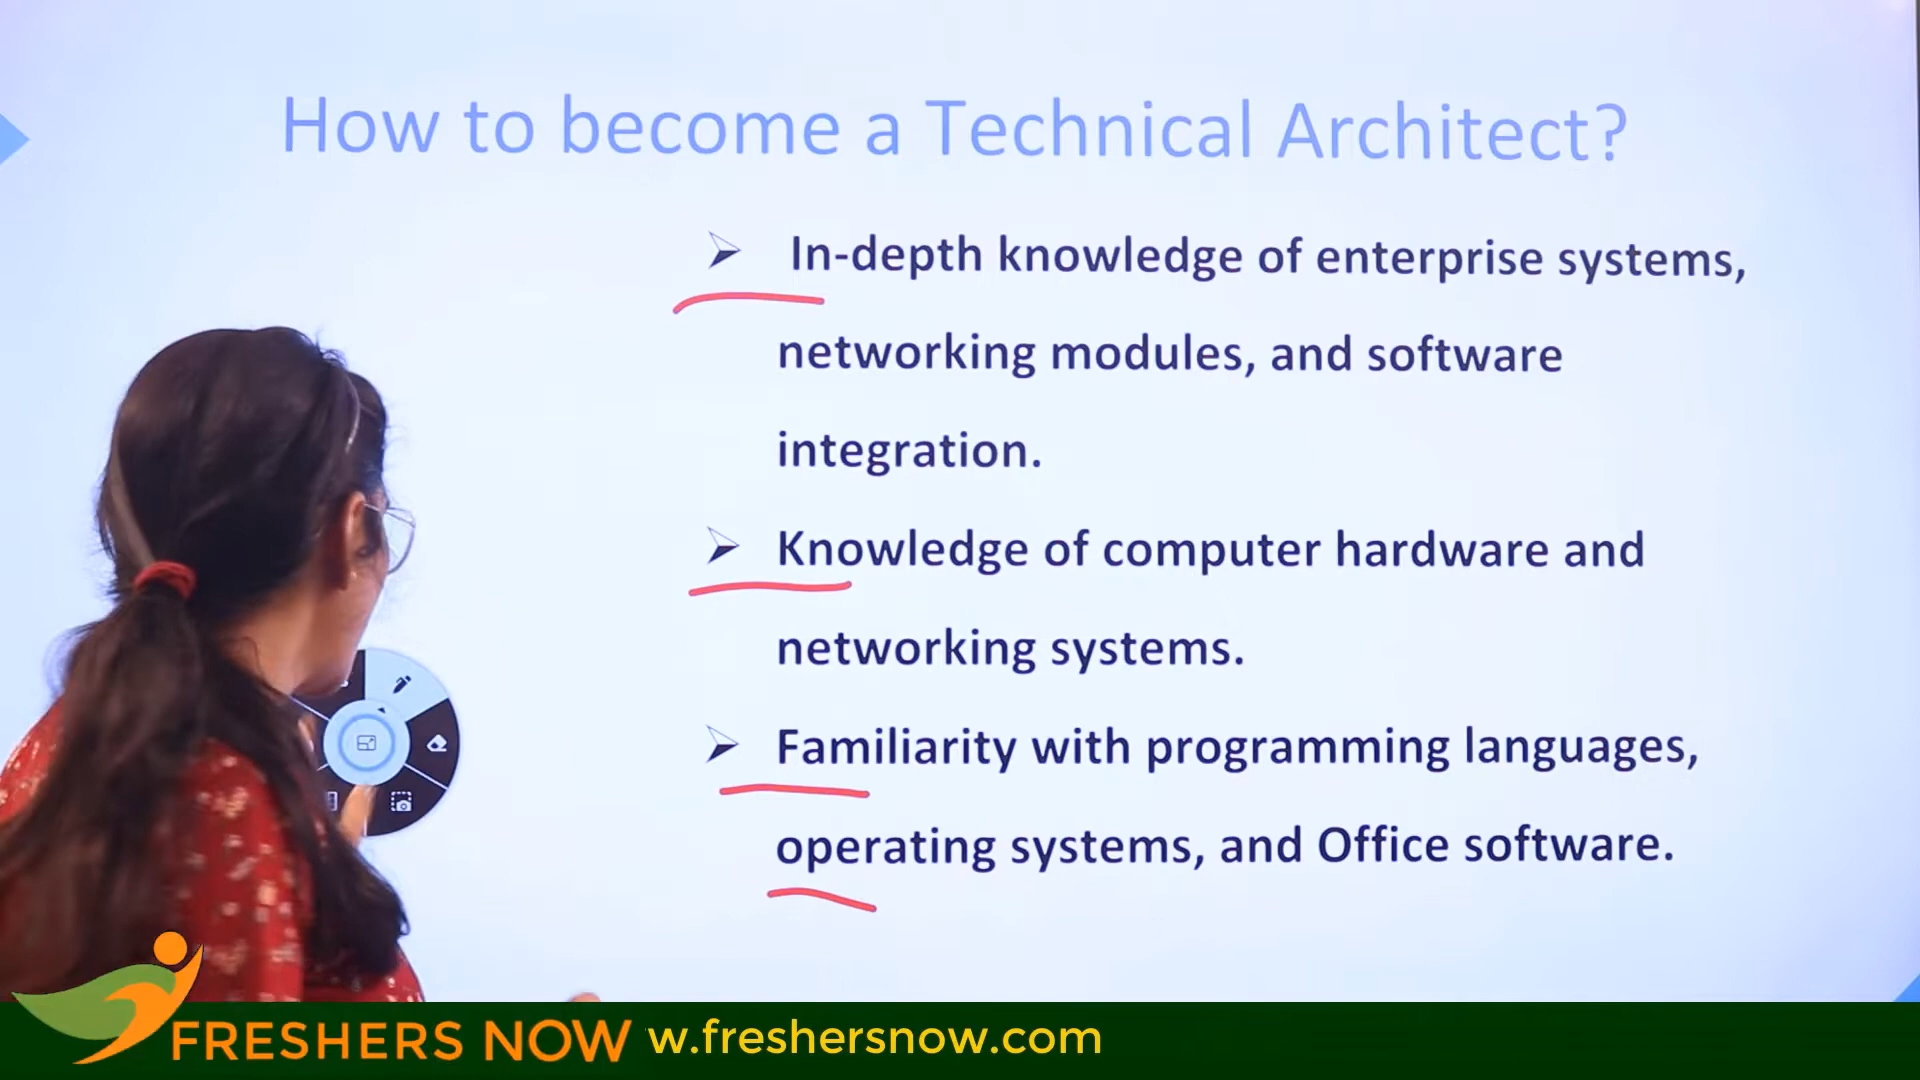 How to become a Technical Architect?
➢ In-depth knowledge of enterprise systems,
networking modules, and software
integration.
➢ Knowledge of computer hardware and
networking systems.
➢ Familiarity with programming languages,
operating systems, and Office software.
FRESHERS NOW
w.freshersnow.com